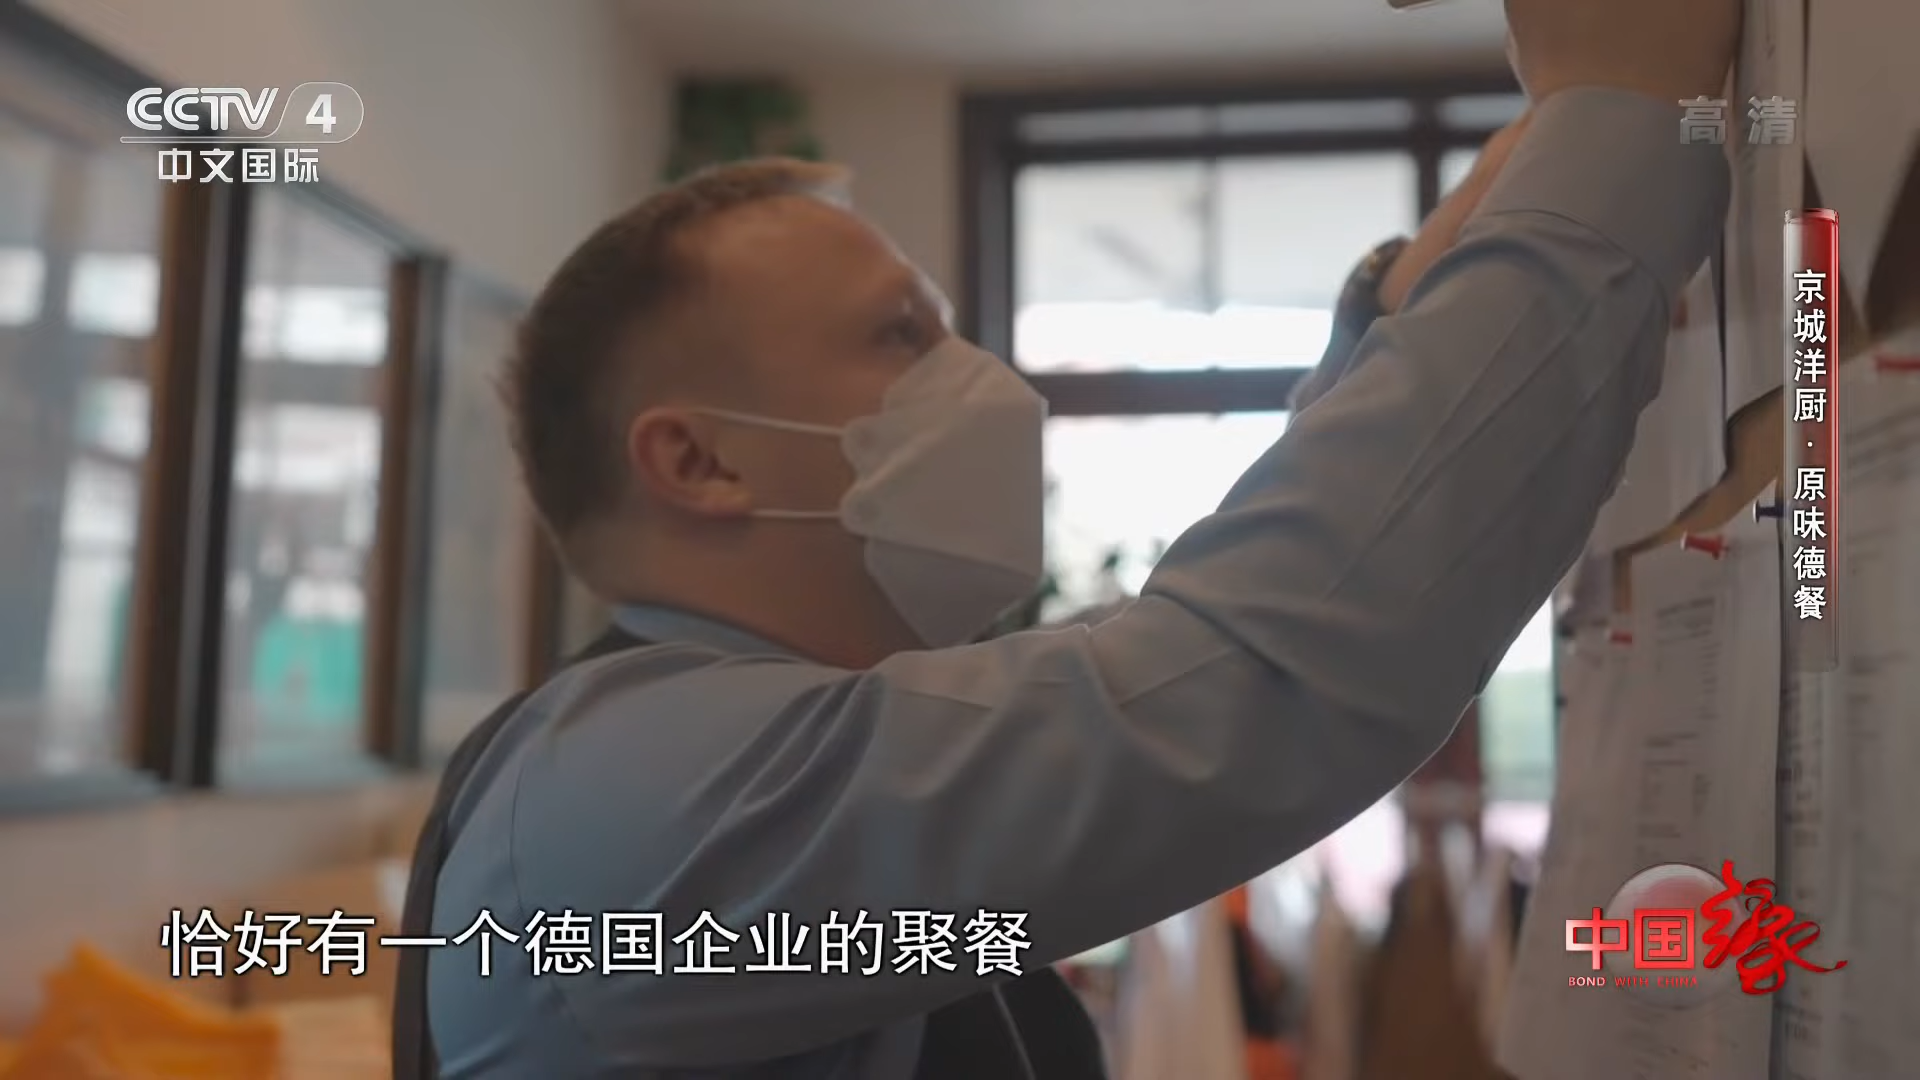 CCTV 4
中文国际
高清
京城洋厨·原味德餐
恰好有一个德国企业的聚餐
中国缘
BOND WITH CHINA